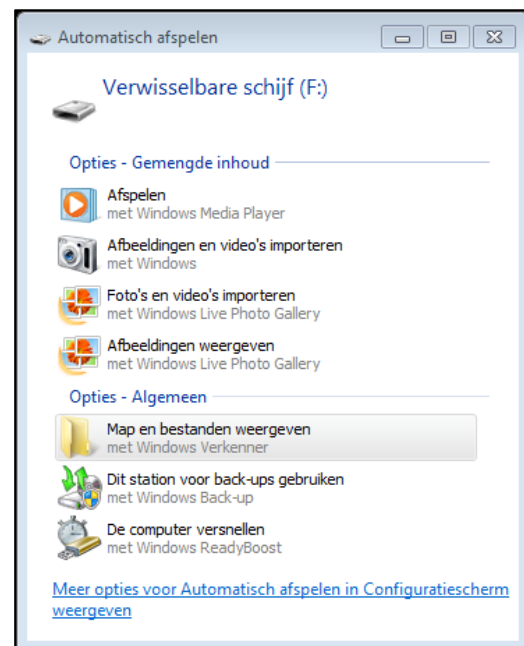 Automatisch afspelen
Verwisselbare schijf (F:)
Opties - Gemengde inhoud
Afspelen
met Windows Media Player
Afbeeldingen en video's importeren
met Windows
Foto's en video's importeren
met Windows Live Photo Gallery
Afbeeldingen weergeven
met Windows Live Photo Gallery
Opties - Algemeen
Map en bestanden weergeven
met Windows Verkenner
Dit station voor back-ups gebruiken
met Windows Back-up
De computer versnellen
met Windows ReadyBoost
Meer opties voor Automatisch afspelen in Configuratiescherm
weergeven